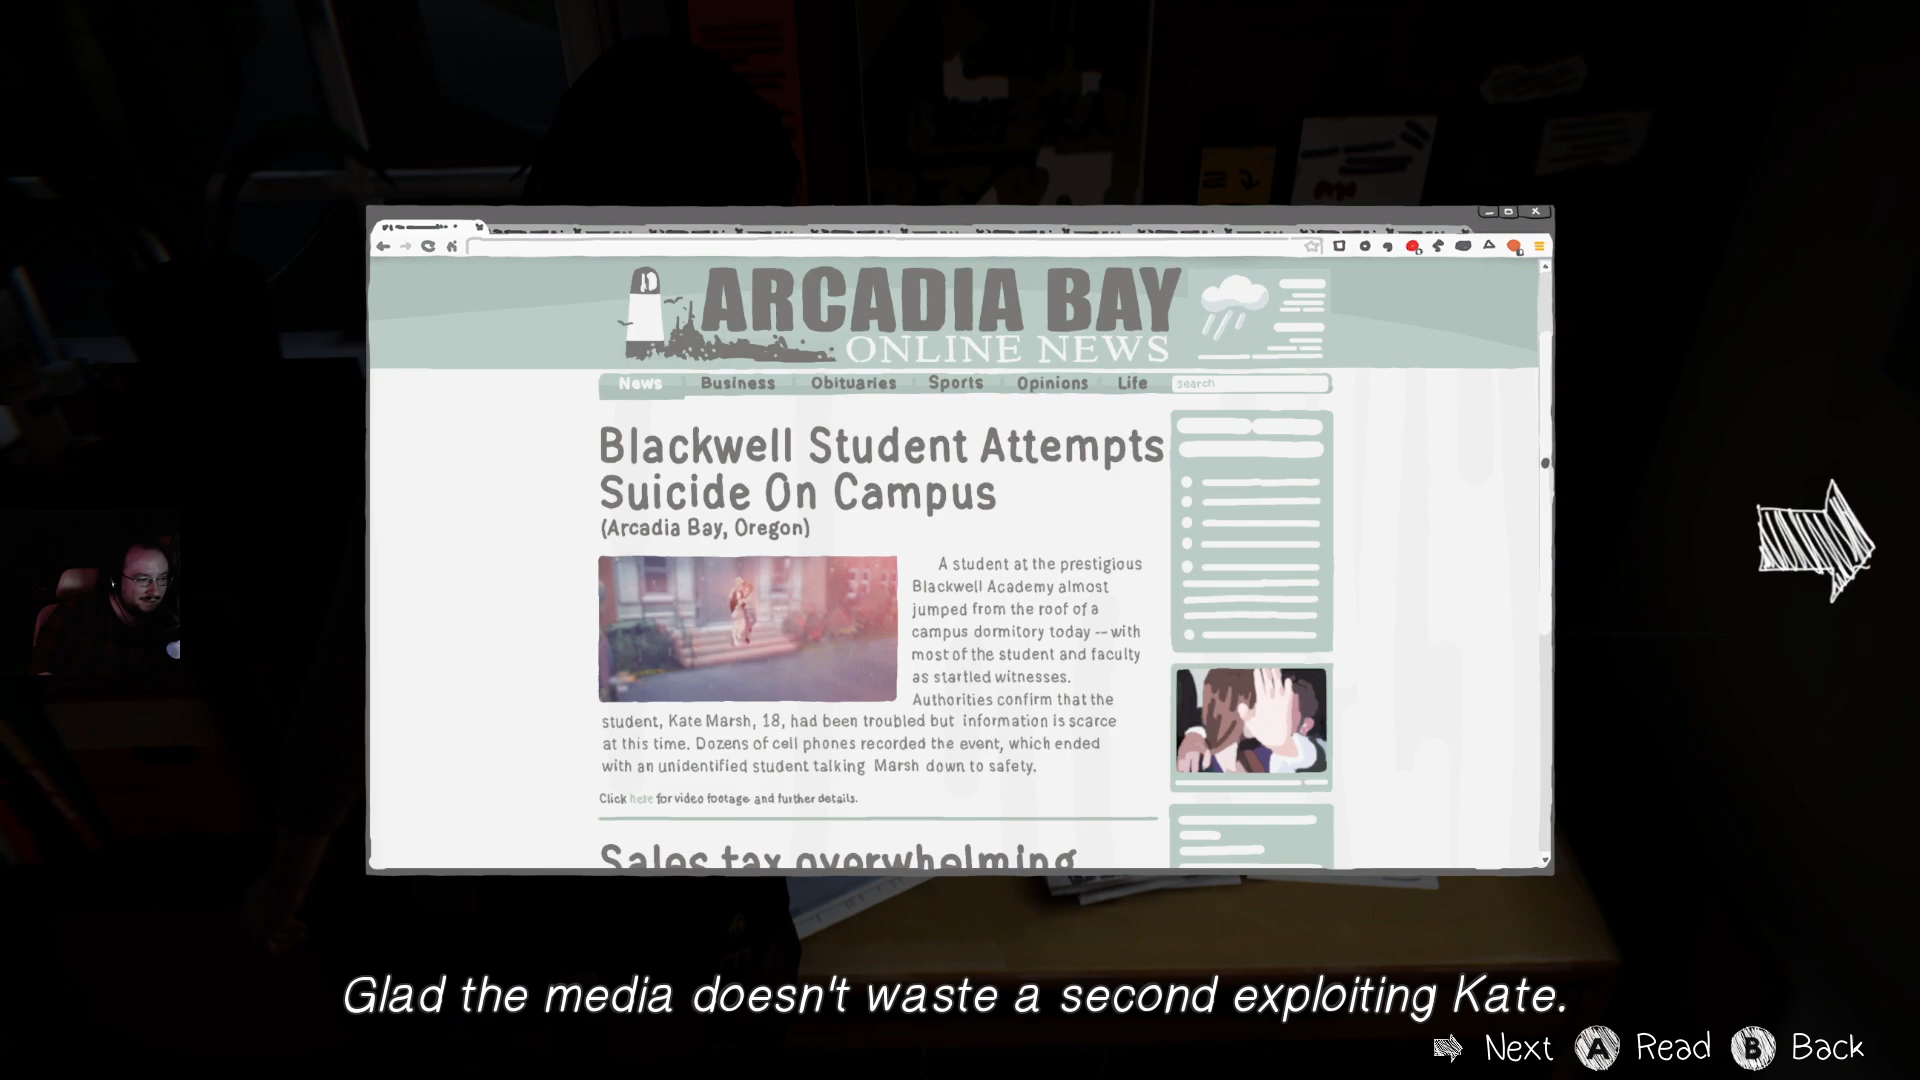 ARCADIA BAY
ONLINE NEWS
News Business Obituaries Sports Opinions Life search
Blackwell Student Attempts
Suicide On Campus
(Arcadia Bay, Oregon)
A student at the prestigious
Blackwell Academy almost
jumped from the roof of a
campus dormitory today -- with
most of the student and faculty
as startled witnesses.
Authorities confirm that the
student, Kate Marsh, 18, had been troubled but information is scarce
at this time. Dozens of cell phones recorded the event, which ended
with an unidentified student talking Marsh down to safety.
Click here for video footage and further details.
Sales tax overwhelming
Glad the media doesn't waste a second exploiting Kate.
Next A Read B Back